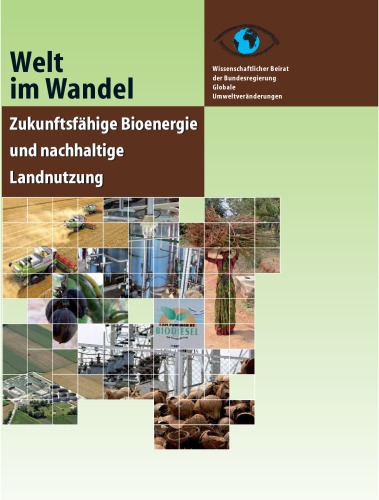 Welt
im Wandel
Wissenschaftlicher Beirat
der Bundesregierung
Globale
Umweltveränderungen
Zukunftsfähige Bioenergie
und nachhaltige
Landnutzung
BIODIESEL